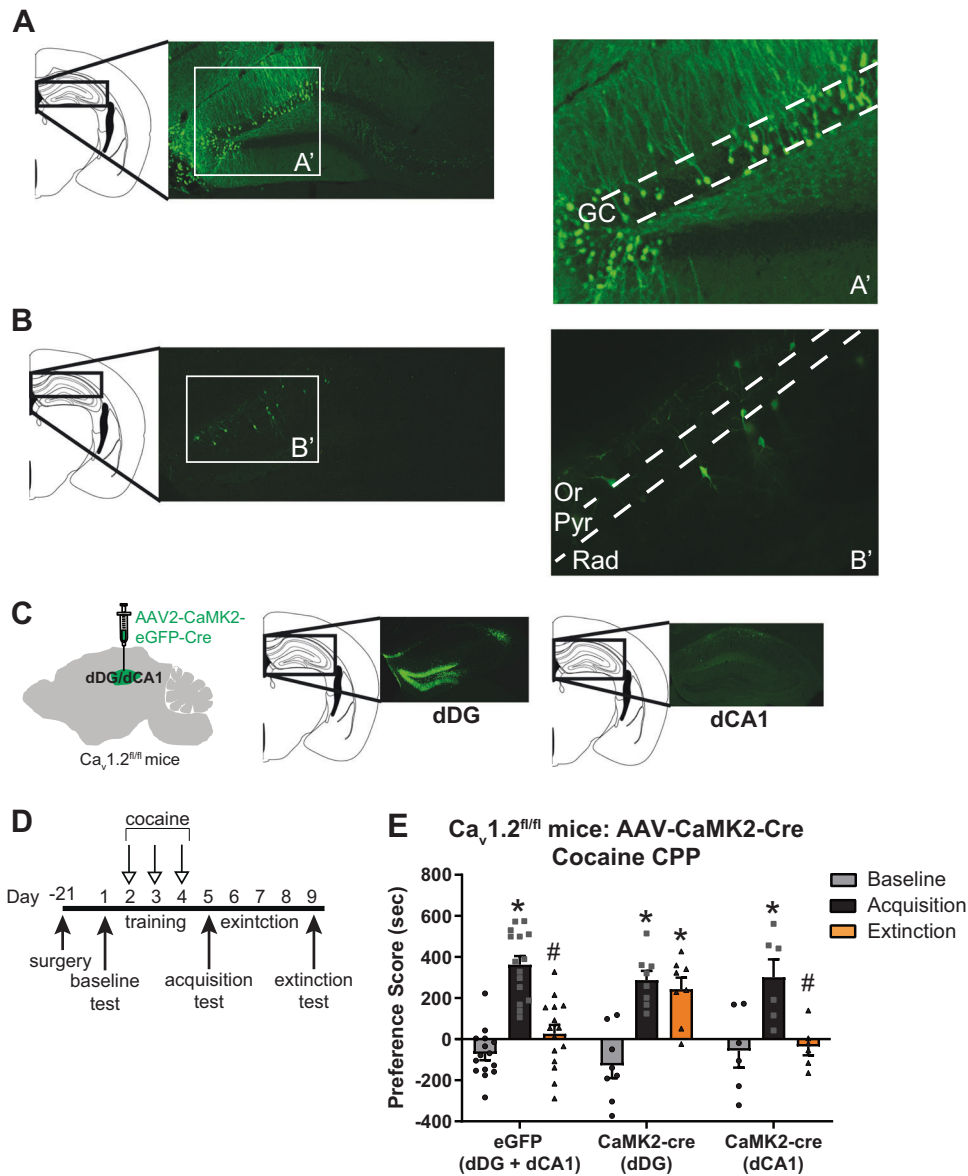 A
A'
GC
A'
B
B'
Or
Pyr
Rad
B'
C
AAV2-CaMK2-
eGFP-Cre
dDG/dCA1
Cav1.2fl/fl mice
dDG
dCA1
D
cocaine
Day -21 1 2 3 4 5 6 7 8 9
training exintction
surgery
baseline
test
acquisition
test
extinction
test
E
Cav1.2fl/fl mice: AAV-CaMK2-Cre
Cocaine CPP
Baseline
Acquisition
Extinction
Preference Score (sec)
600
400
200
0
-200
-400
* # * * * #
eGFP
(dDG + dCA1)
CaMK2-cre
(dDG)
CaMK2-cre
(dCA1)